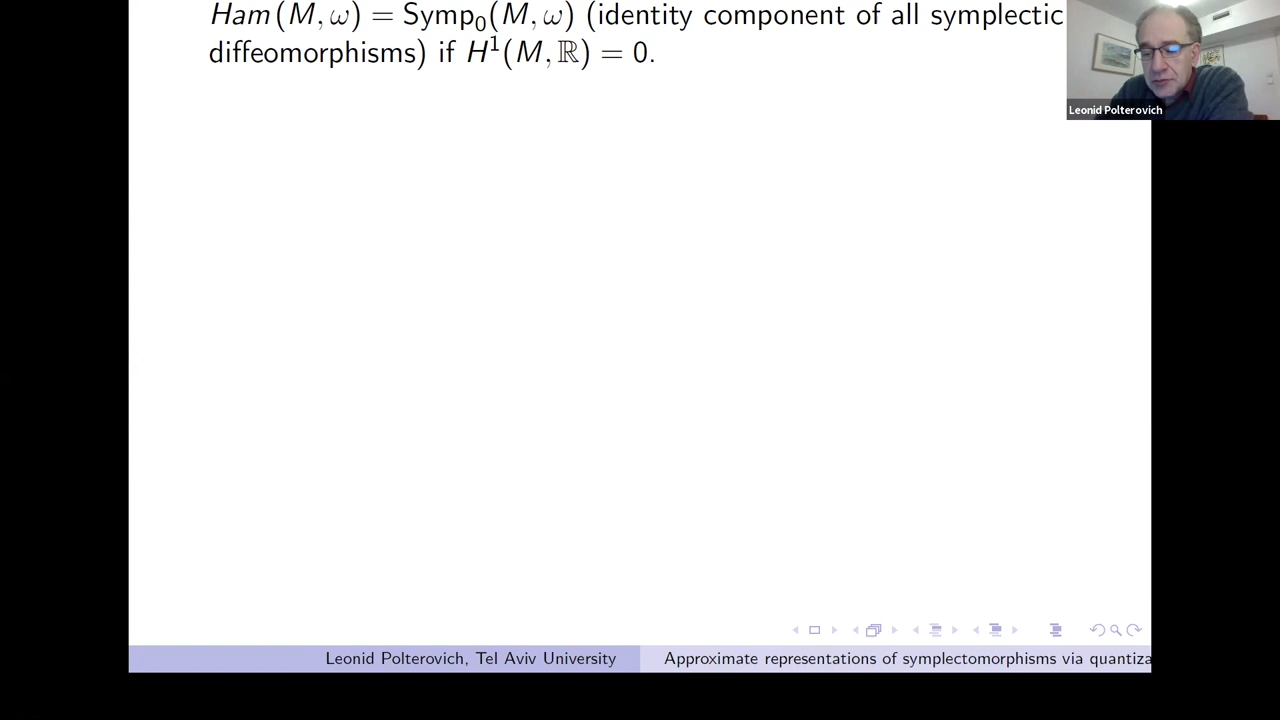 Ham(M, ω) = Symp₀(M, ω) (identity component of all symplectic
diffeomorphisms) if H¹(M, ℝ) = 0.
Leonid Polterovich
Leonid Polterovich, Tel Aviv University
Approximate representations of symplectomorphisms via quantiza